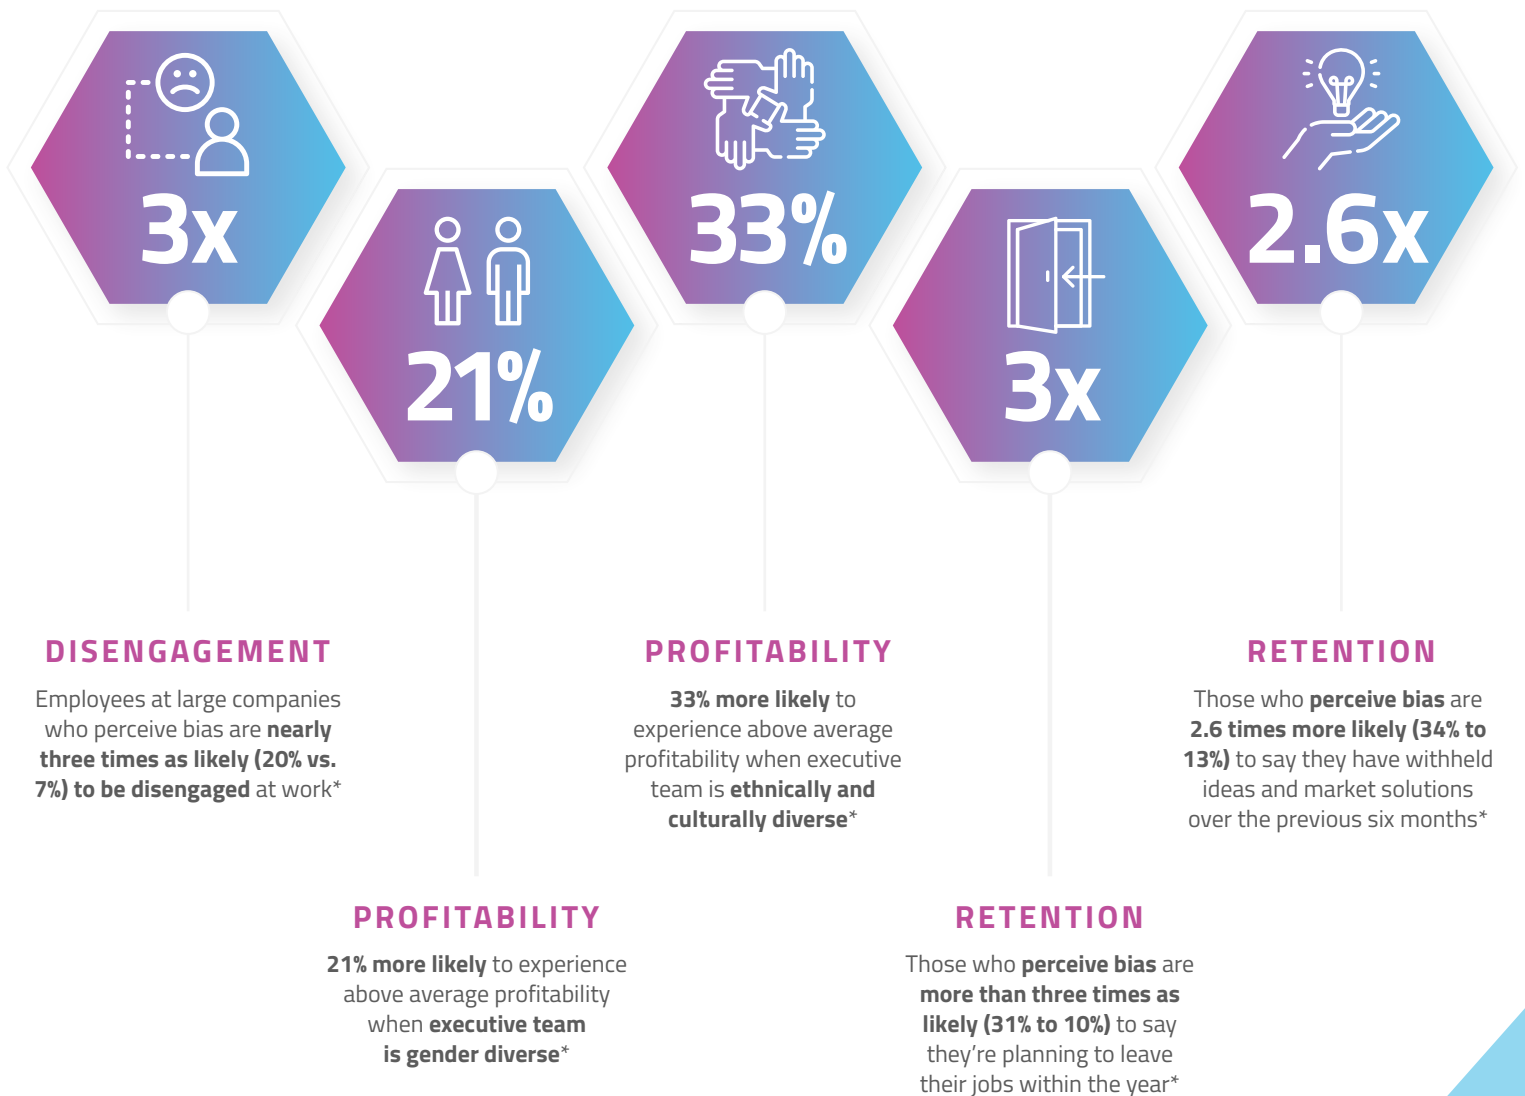 3x
21%
33%
3x
2.6x
DISENGAGEMENT
Employees at large companies
who perceive bias are nearly
three times as likely (20% vs.
7%) to be disengaged at work*
PROFITABILITY
21% more likely to experience
above average profitability
when executive team
is gender diverse*
PROFITABILITY
33% more likely to
experience above average
profitability when executive
team is ethnically and
culturally diverse*
RETENTION
Those who perceive bias are
more than three times as
likely (31% to 10%) to say
they're planning to leave
their jobs within the year*
RETENTION
Those who perceive bias are
2.6 times more likely (34% to
13%) to say they have withheld
ideas and market solutions
over the previous six months*